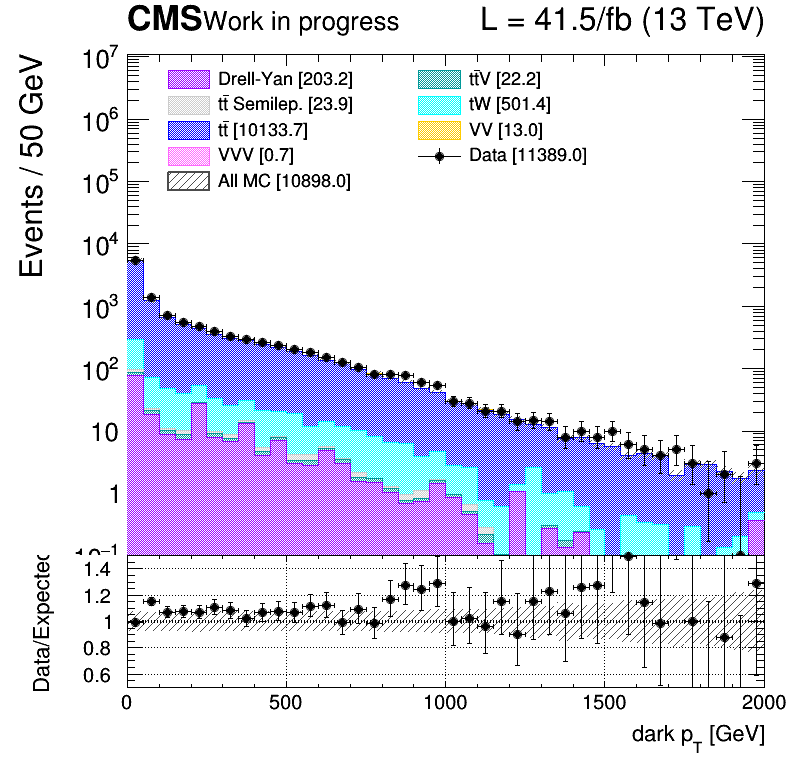 CMS Work in progress L = 41.5/fb (13 TeV)
Events / 50 GeV
10⁷
10⁶
10⁵
10⁴
10³
10²
10
1
10⁻¹
Drell-Yan [203.2]
tt̄ Semilep. [23.9]
tt̄ [10133.7]
VVV [0.7]
All MC [10898.0]
tt̄V [22.2]
tW [501.4]
VV [13.0]
Data [11389.0]
Data/Expected
1.4
1.2
1
0.8
0.6
0 500 1000 1500 2000
dark p_T [GeV]